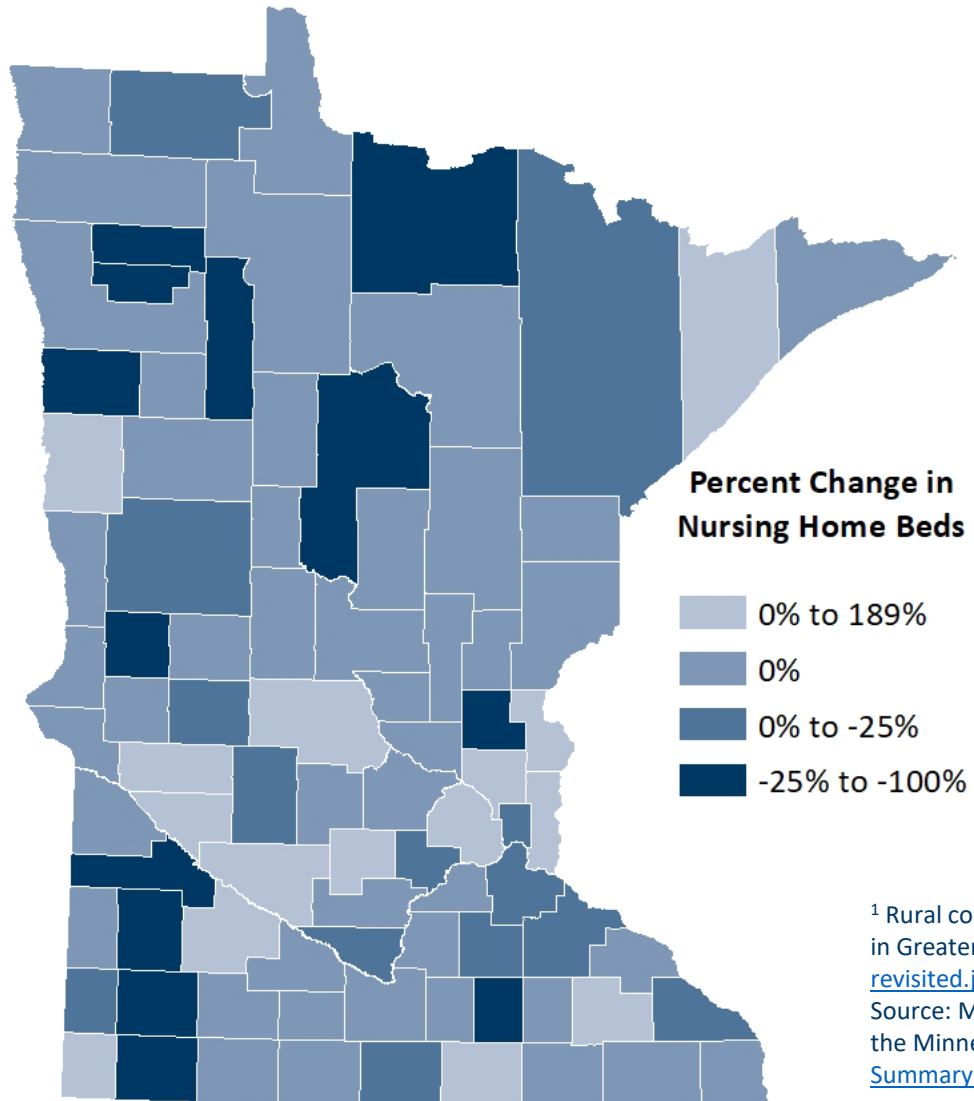 Percent Change in
Nursing Home Beds
0% to 189%
0%
0% to -25%
-25% to -100%
¹ Rural co
in Greater
revisited.j
Source: M
the Minne
Summary